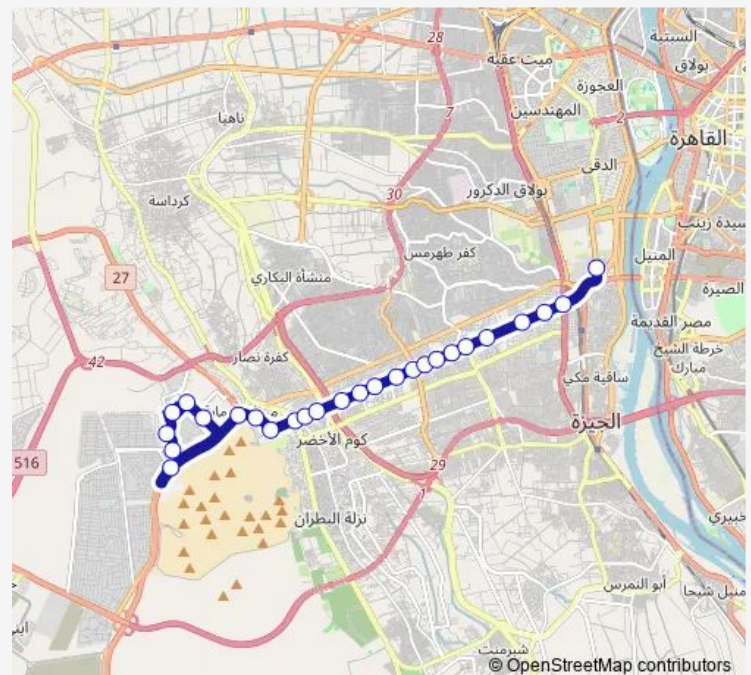 السبتية
28
ميت عقبة
بولاق
العجوزة
المهندسين
2
7
ناهيا
القاهرة
الدقي
بولاق الدكرور
30
كرداسة
سيدة زينب
المنيل
كفر طهرمس
27
منشأة البكاري
الصيرة
مصر القديمة
خرطة الشيخ
مبارك
42
كفرة نصار
ساقية مكي
الجيزة
كوم الأخضر
516
29
1
نزلة البطران
خبيري
أبو النمرس
منيل شيحا
شبرمنت
© OpenStreetMap contributors